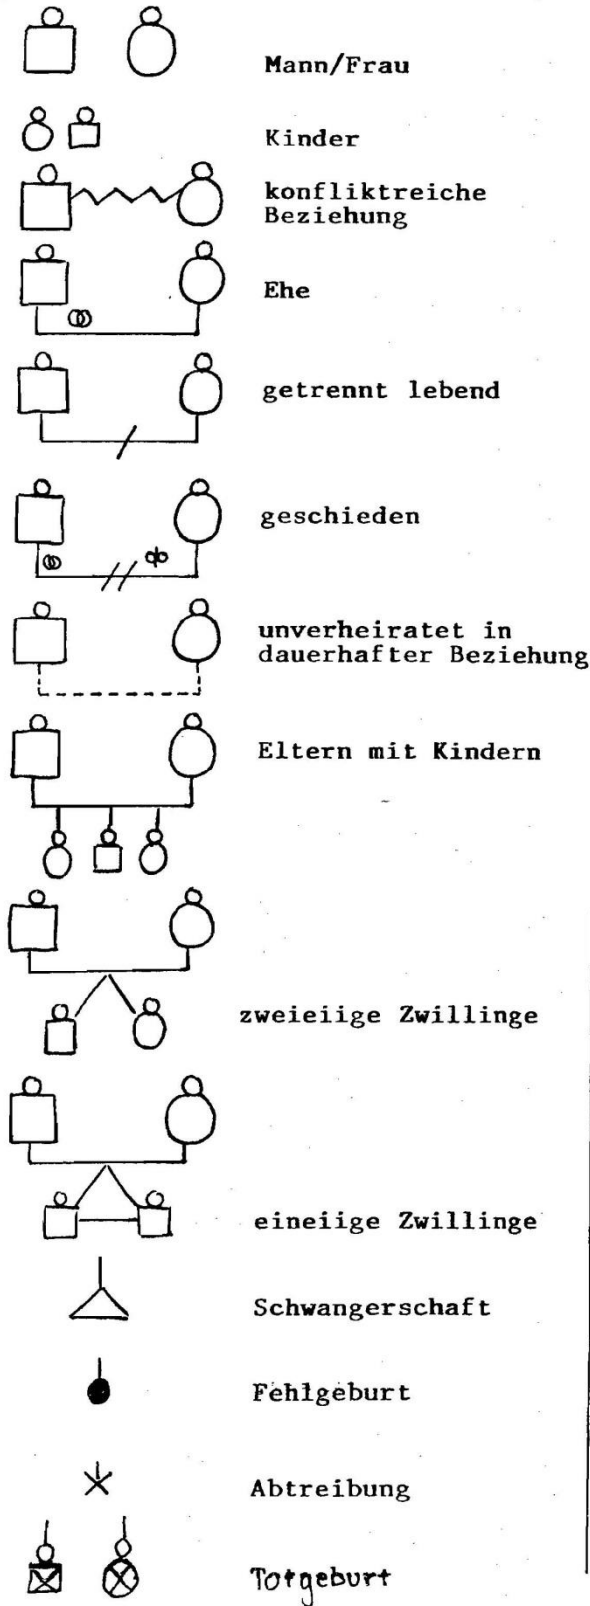 Mann/Frau
Kinder
konfliktreiche
Beziehung
Ehe
getrennt lebend
geschieden
unverheiratet in
dauerhafter Beziehung
Eltern mit Kindern
zweieiige Zwillinge
eineiige Zwillinge
Schwangerschaft
Fehlgeburt
Abtreibung
Totgeburt